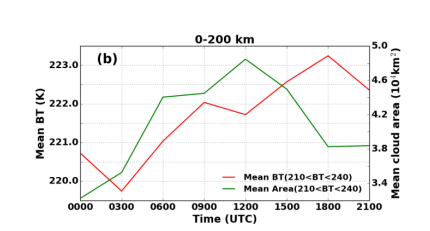 0-200 km
(b)
223.0
222.0
221.0
220.0
Mean BT (K)
5.0
4.6
4.2
3.8
3.4
Mean cloud area (10³km²)
Mean BT(210<BT<240)
Mean Area(210<BT<240)
0000 0300 0600 0900 1200 1500 1800 2100
Time (UTC)